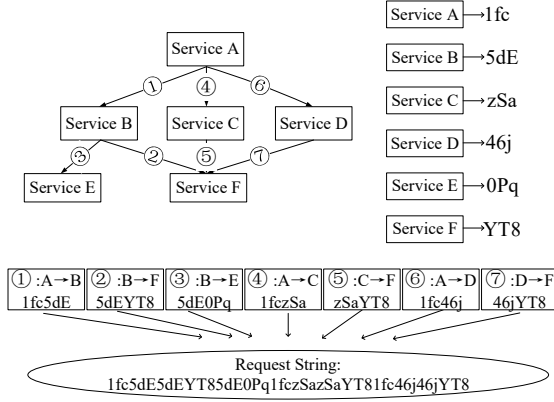 Service A
Service B
Service C
Service D
Service E
Service F
① ④ ⑥
③ ② ⑤ ⑦
Service A 1fc
Service B 5dE
Service C zSa
Service D 46j
Service E 0Pq
Service F YT8
① :A→B
1fc5dE
② :B→F
5dEYT8
③ :B→E
5dE0Pq
④ :A→C
1fczSa
⑤ :C→F
zSaYT8
⑥ :A→D
1fc46j
⑦ :D→F
46jYT8
Request String:
1fc5dE5dEYT85dE0Pq1fczSazSaYT81fc46j46jYT8